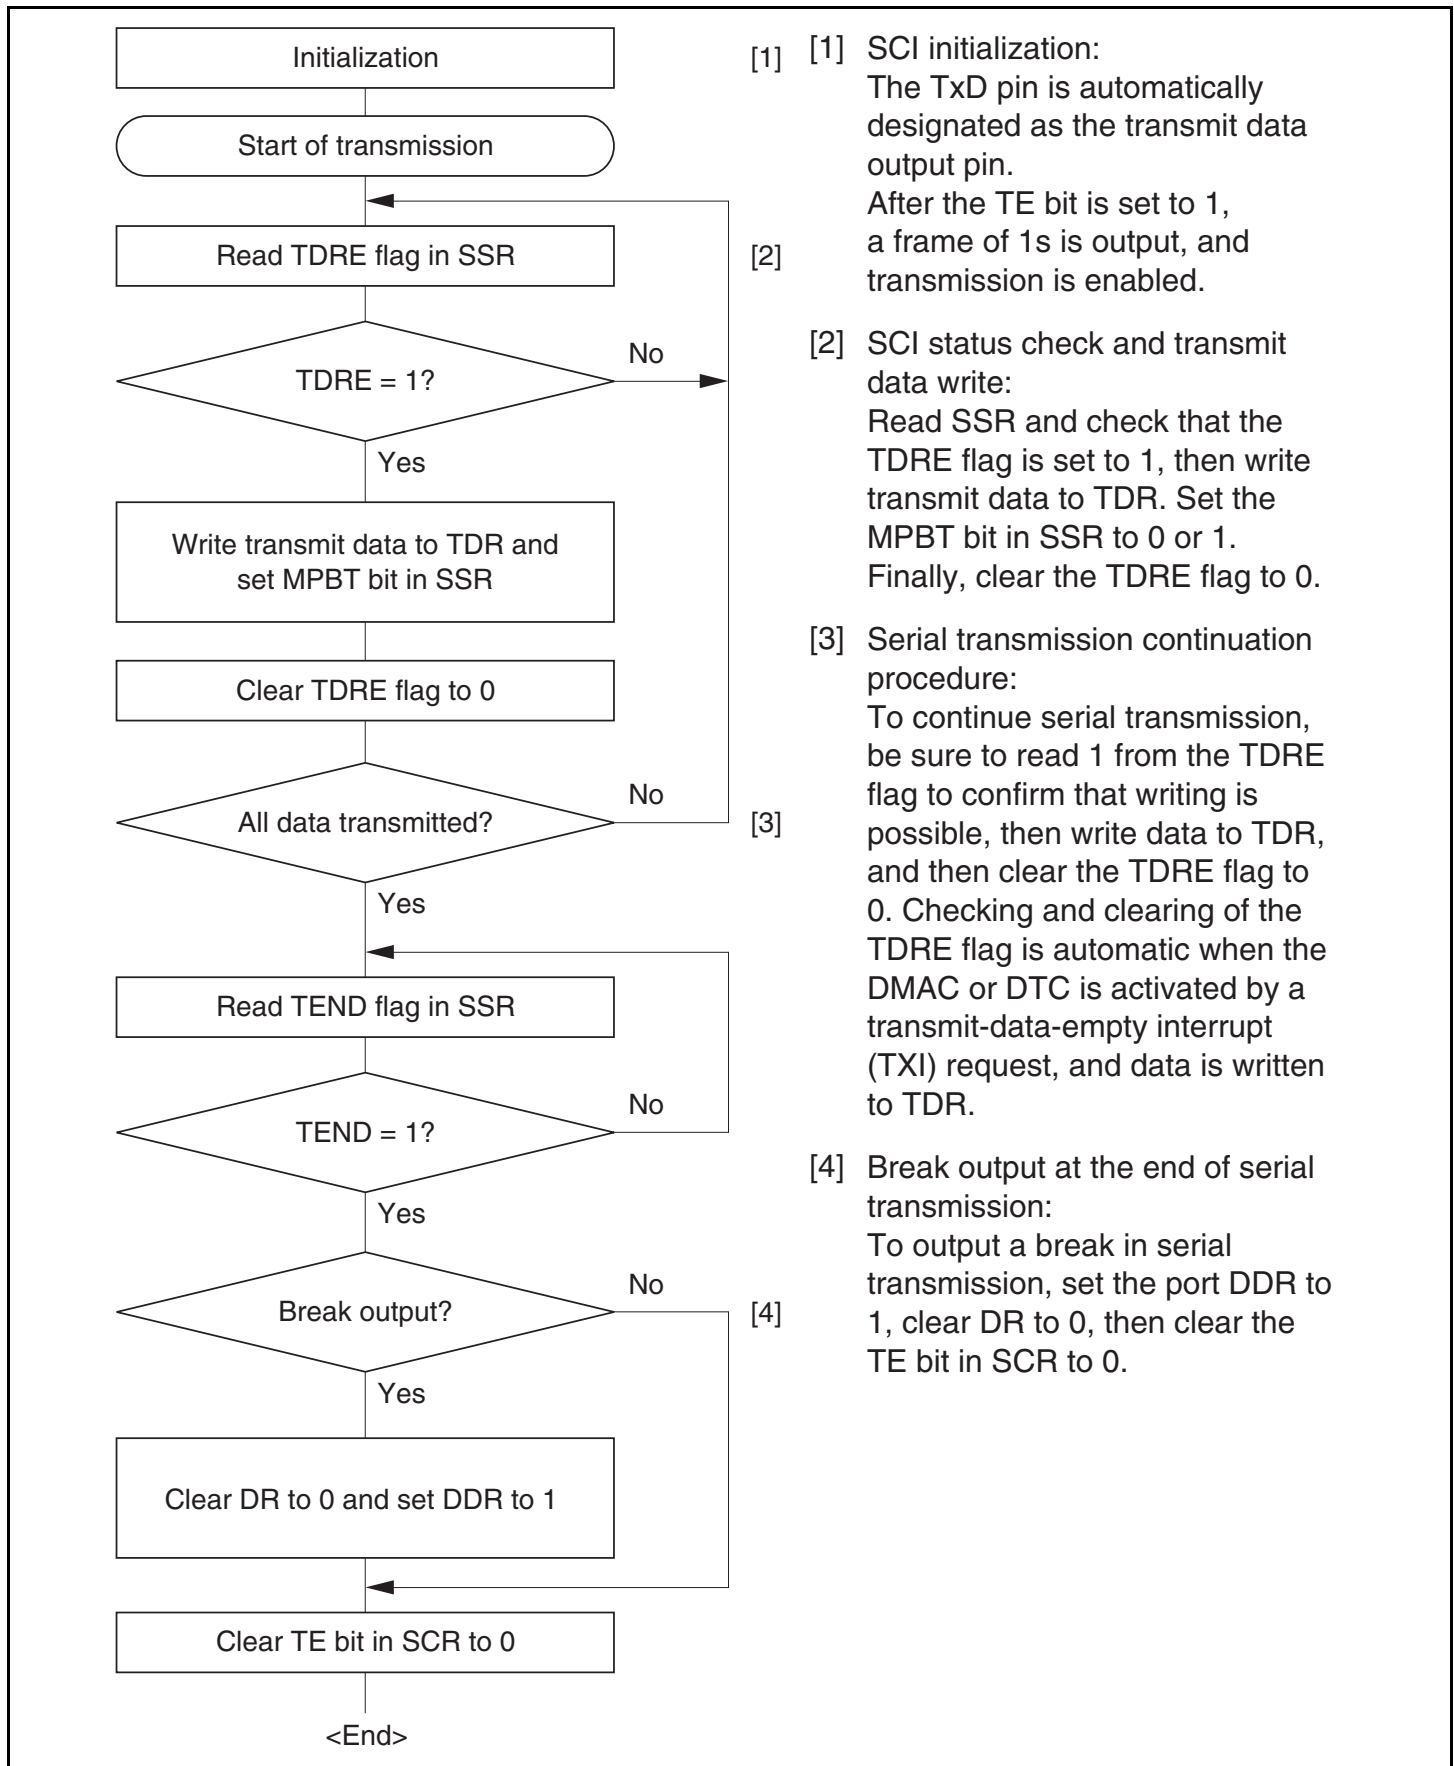 Initialization
[1]
Start of transmission
Read TDRE flag in SSR
[2]
TDRE = 1?
No
Yes
Write transmit data to TDR and
set MPBT bit in SSR
Clear TDRE flag to 0
All data transmitted?
No
[3]
Yes
Read TEND flag in SSR
TEND = 1?
No
Yes
Break output?
No
[4]
Yes
Clear DR to 0 and set DDR to 1
Clear TE bit in SCR to 0
<End>
[1] SCI initialization:
The TxD pin is automatically
designated as the transmit data
output pin.
After the TE bit is set to 1,
a frame of 1s is output, and
transmission is enabled.
[2] SCI status check and transmit
data write:
Read SSR and check that the
TDRE flag is set to 1, then write
transmit data to TDR. Set the
MPBT bit in SSR to 0 or 1.
Finally, clear the TDRE flag to 0.
[3] Serial transmission continuation
procedure:
To continue serial transmission,
be sure to read 1 from the TDRE
flag to confirm that writing is
possible, then write data to TDR,
and then clear the TDRE flag to
0. Checking and clearing of the
TDRE flag is automatic when the
DMAC or DTC is activated by a
transmit-data-empty interrupt
(TXI) request, and data is written
to TDR.
[4] Break output at the end of serial
transmission:
To output a break in serial
transmission, set the port DDR to
1, clear DR to 0, then clear the
TE bit in SCR to 0.